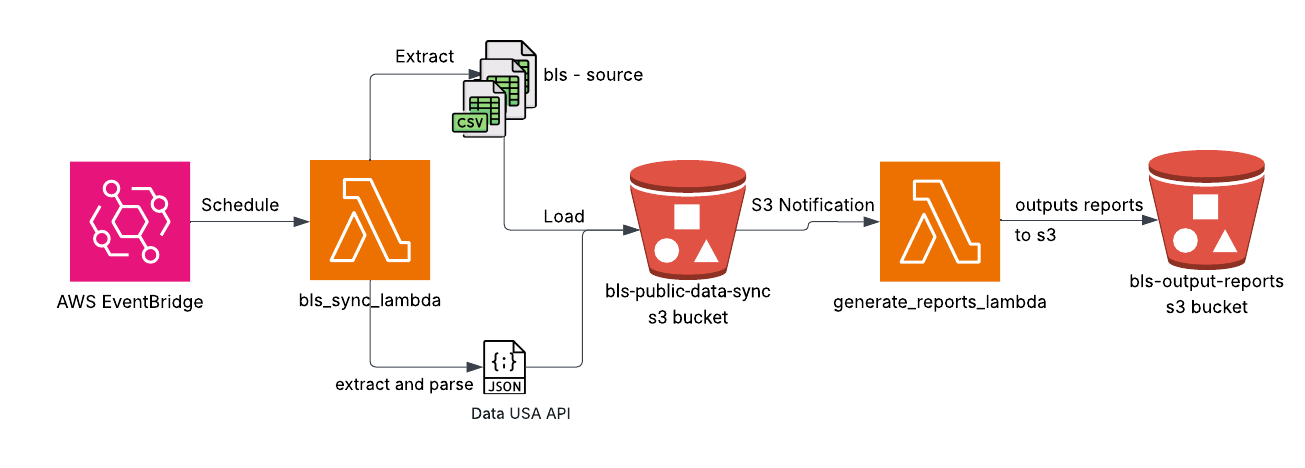 Extract
bls - source
CSV
Schedule
AWS EventBridge
bls_sync_lambda
Load
S3 Notification
bls-public-data-sync
s3 bucket
generate_reports_lambda
outputs reports
to s3
bls-output-reports
s3 bucket
extract and parse
{;}
JSON
Data USA API